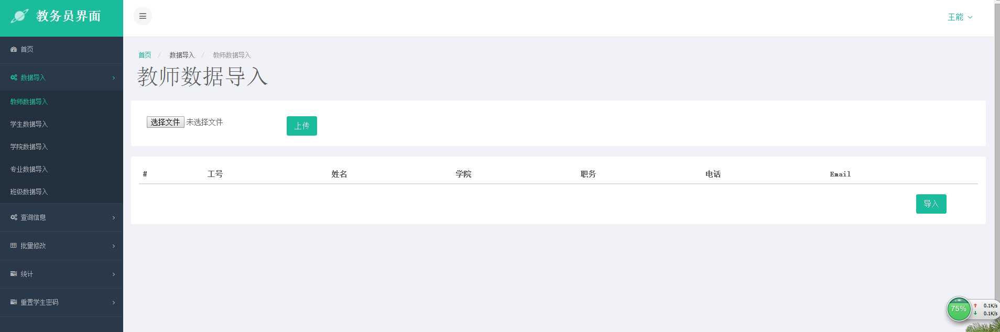 教务员界面
王能
首页
数据导入
教师数据导入
学生数据导入
学院数据导入
专业数据导入
班级数据导入
查询信息
批量修改
统计
重置学生密码
首页 / 数据导入 / 教师数据导入
教师数据导入
选择文件 未选择文件
上传
# 工号 姓名 学院 职务 电话 Email
导入
75%
0.1K/s
0.1K/s